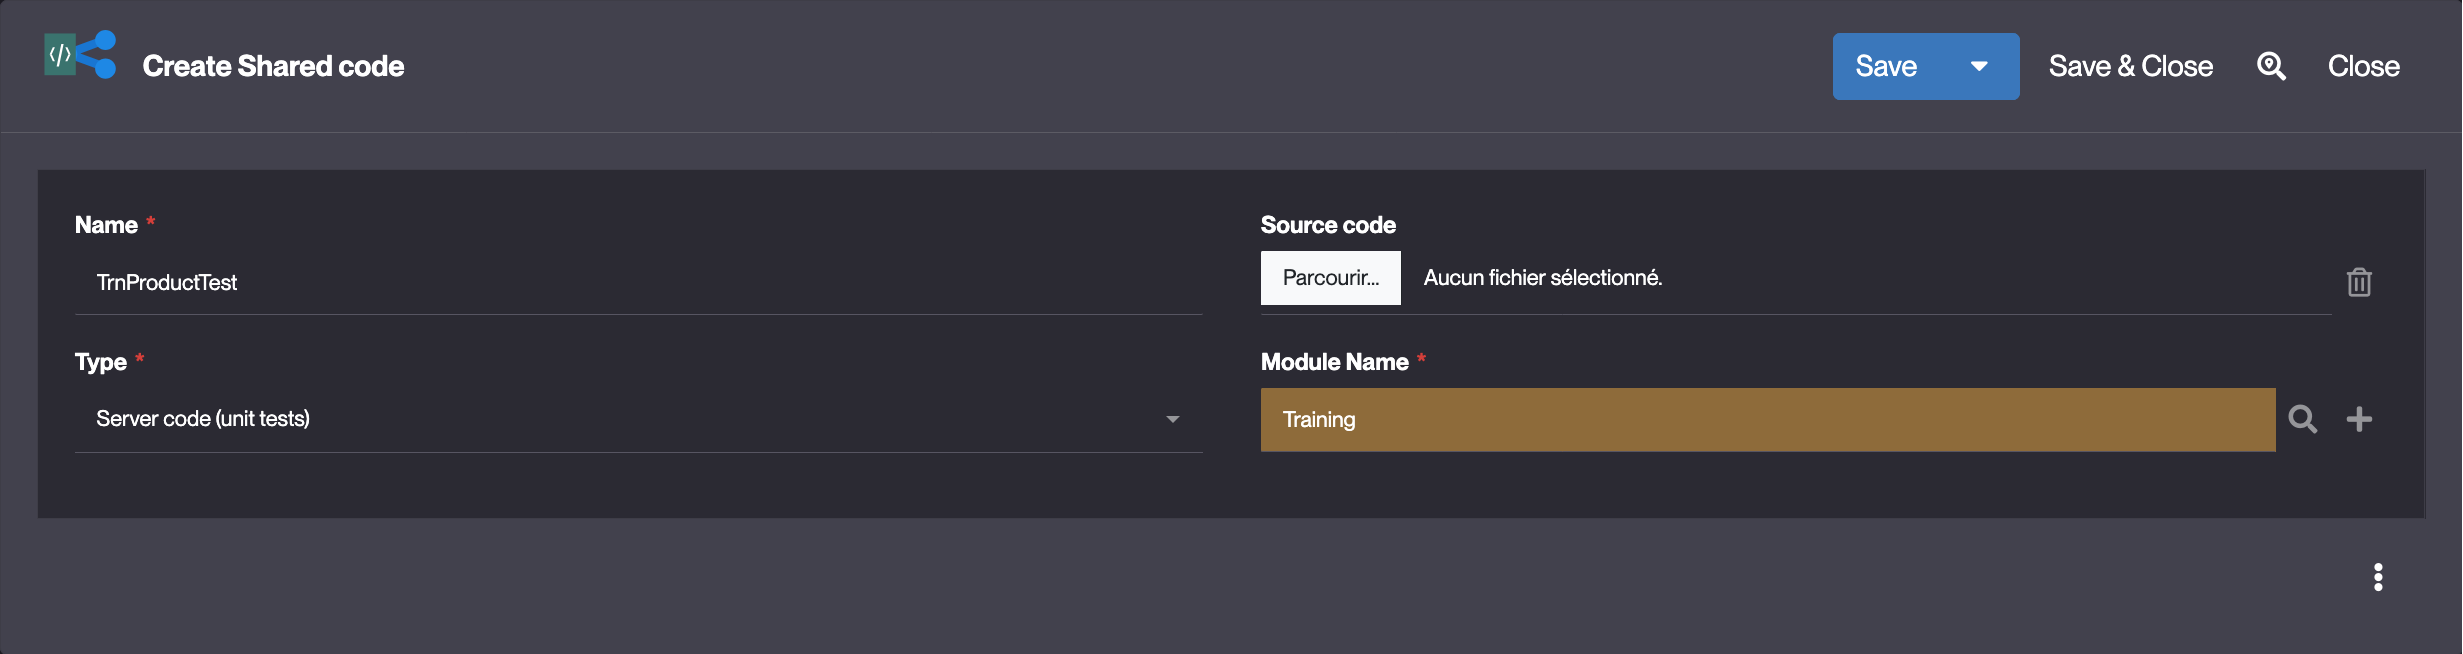 </>
Create Shared code
Save
Save & Close
Close
Name *
TrnProductTest
Source code
Parcourir...
Aucun fichier sélectionné.
Type *
Server code (unit tests)
Module Name *
Training